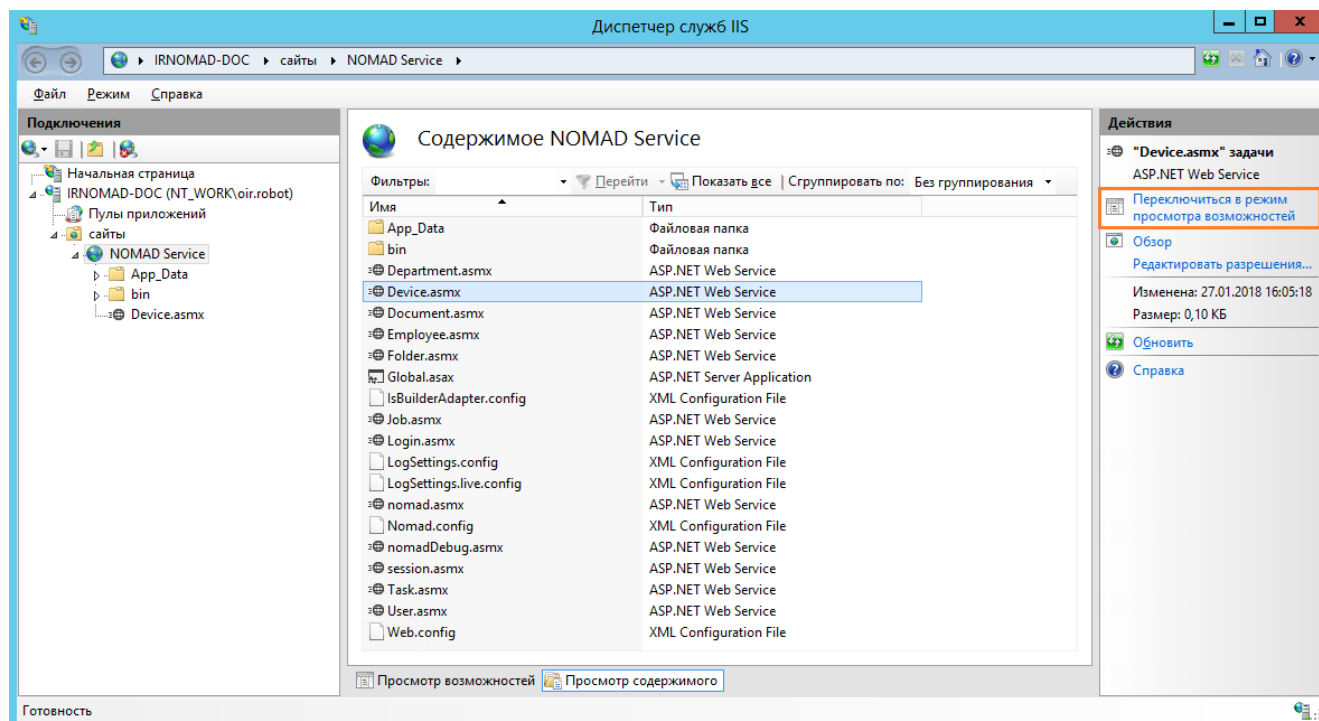 Диспетчер служб IIS
IRNOMAD-DOC сайты NOMAD Service
Файл Режим Справка
Подключения
Начальная страница
IRNOMAD-DOC (NT_WORK\oir.robot)
Пулы приложений
сайты
NOMAD Service
App_Data
bin
Device.asmx
Содержимое NOMAD Service
Фильтры: Перейти Показать все Сгруппировать по: Без группирования
Имя Тип
App_Data Файловая папка
bin Файловая папка
Department.asmx ASP.NET Web Service
Device.asmx ASP.NET Web Service
Document.asmx ASP.NET Web Service
Employee.asmx ASP.NET Web Service
Folder.asmx ASP.NET Web Service
Global.asax ASP.NET Server Application
IsBuilderAdapter.config XML Configuration File
Job.asmx ASP.NET Web Service
Login.asmx ASP.NET Web Service
LogSettings.config XML Configuration File
LogSettings.live.config XML Configuration File
nomad.asmx ASP.NET Web Service
Nomad.config XML Configuration File
nomadDebug.asmx ASP.NET Web Service
session.asmx ASP.NET Web Service
Task.asmx ASP.NET Web Service
User.asmx ASP.NET Web Service
Web.config XML Configuration File
Просмотр возможностей Просмотр содержимого
Действия
"Device.asmx" задачи
ASP.NET Web Service
Переключиться в режим
просмотра возможностей
Обзор
Редактировать разрешения...
Изменена: 27.01.2018 16:05:18
Размер: 0,10 КБ
Обновить
Справка
Готовность